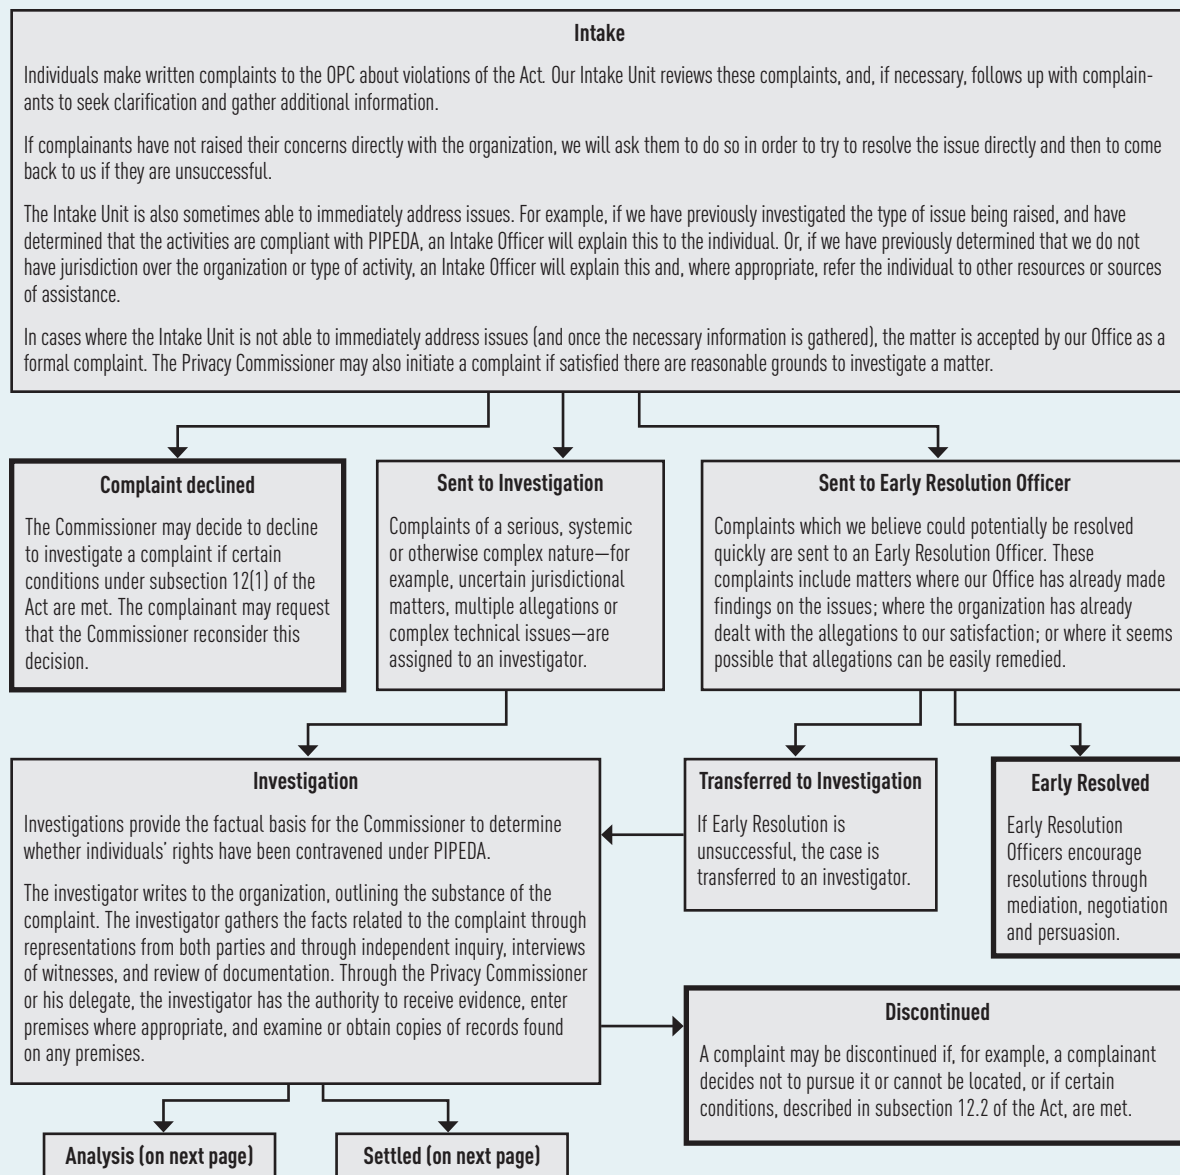 Intake
Individuals make written complaints to the OPC about violations of the Act. Our Intake Unit reviews these complaints, and, if necessary, follows up with complain-
ants to seek clarification and gather additional information.
If complainants have not raised their concerns directly with the organization, we will ask them to do so in order to try to resolve the issue directly and then to come
back to us if they are unsuccessful.
The Intake Unit is also sometimes able to immediately address issues. For example, if we have previously investigated the type of issue being raised, and have
determined that the activities are compliant with PIPEDA, an Intake Officer will explain this to the individual. Or, if we have previously determined that we do not
have jurisdiction over the organization or type of activity, an Intake Officer will explain this and, where appropriate, refer the individual to other resources or sources
of assistance.
In cases where the Intake Unit is not able to immediately address issues (and once the necessary information is gathered), the matter is accepted by our Office as a
formal complaint. The Privacy Commissioner may also initiate a complaint if satisfied there are reasonable grounds to investigate a matter.
Complaint declined
The Commissioner may decide to decline
to investigate a complaint if certain
conditions under subsection 12(1) of the
Act are met. The complainant may request
that the Commissioner reconsider this
decision.
Sent to Investigation
Complaints of a serious, systemic
or otherwise complex nature—for
example, uncertain jurisdictional
matters, multiple allegations or
complex technical issues—are
assigned to an investigator.
Sent to Early Resolution Officer
Complaints which we believe could potentially be resolved
quickly are sent to an Early Resolution Officer. These
complaints include matters where our Office has already made
findings on the issues; where the organization has already
dealt with the allegations to our satisfaction; or where it seems
possible that allegations can be easily remedied.
Investigation
Investigations provide the factual basis for the Commissioner to determine
whether individuals’ rights have been contravened under PIPEDA.
The investigator writes to the organization, outlining the substance of the
complaint. The investigator gathers the facts related to the complaint through
representations from both parties and through independent inquiry, interviews
of witnesses, and review of documentation. Through the Privacy Commissioner
or his delegate, the investigator has the authority to receive evidence, enter
premises where appropriate, and examine or obtain copies of records found
on any premises.
Transferred to Investigation
If Early Resolution is
unsuccessful, the case is
transferred to an investigator.
Early Resolved
Early Resolution
Officers encourage
resolutions through
mediation, negotiation
and persuasion.
Discontinued
A complaint may be discontinued if, for example, a complainant
decides not to pursue it or cannot be located, or if certain
conditions, described in subsection 12.2 of the Act, are met.
Analysis (on next page)
Settled (on next page)